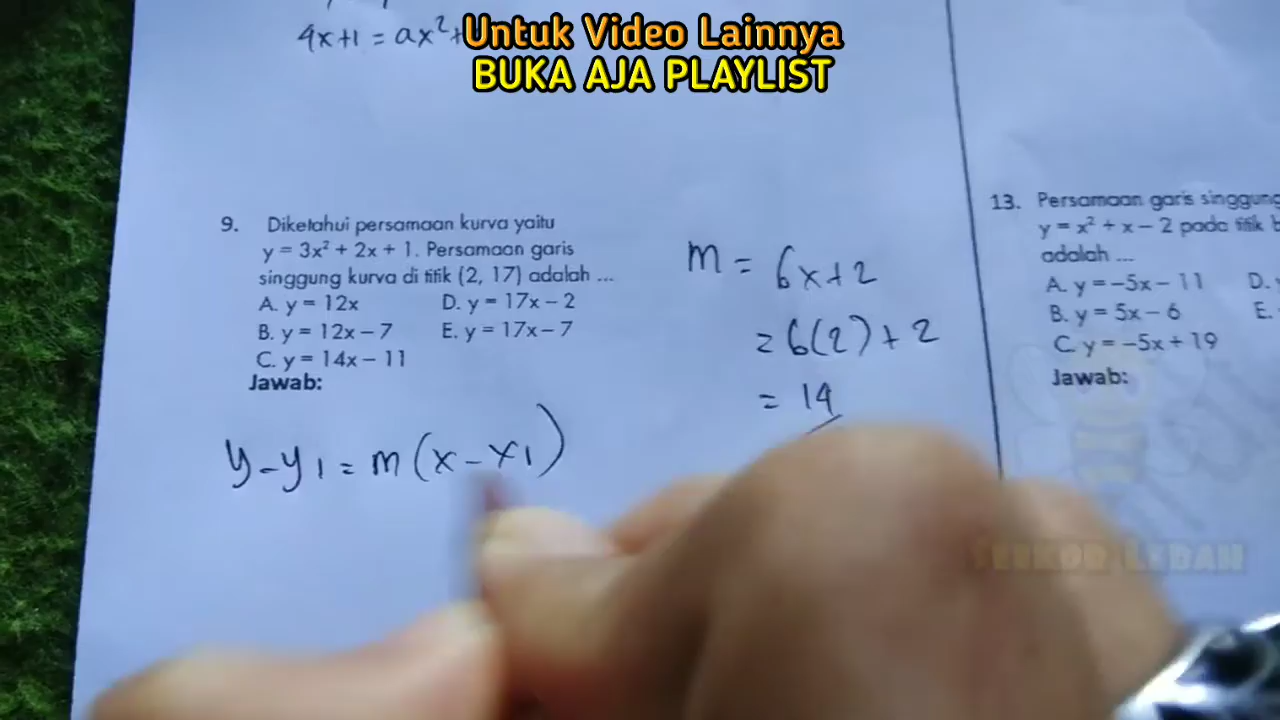 4x+1 = ax²+
Untuk Video Lainnya
BUKA AJA PLAYLIST
9. Diketahui persamaan kurva yaitu
y = 3x² + 2x + 1. Persamaan garis
singgung kurva di titik (2, 17) adalah ...
A. y = 12x D. y = 17x – 2
B. y = 12x – 7 E. y = 17x – 7
C. y = 14x – 11
Jawab:
y - y1 = m(x - x1)
m = 6x+2
= 6(2) + 2
= 14
13. Persamaan garis singgung
y = x² + x – 2 pada titik b
adalah ...
A. y = –5x – 11 D.
B. y = 5x – 6 E.
C. y = –5x + 19
Jawab:
LEDAH